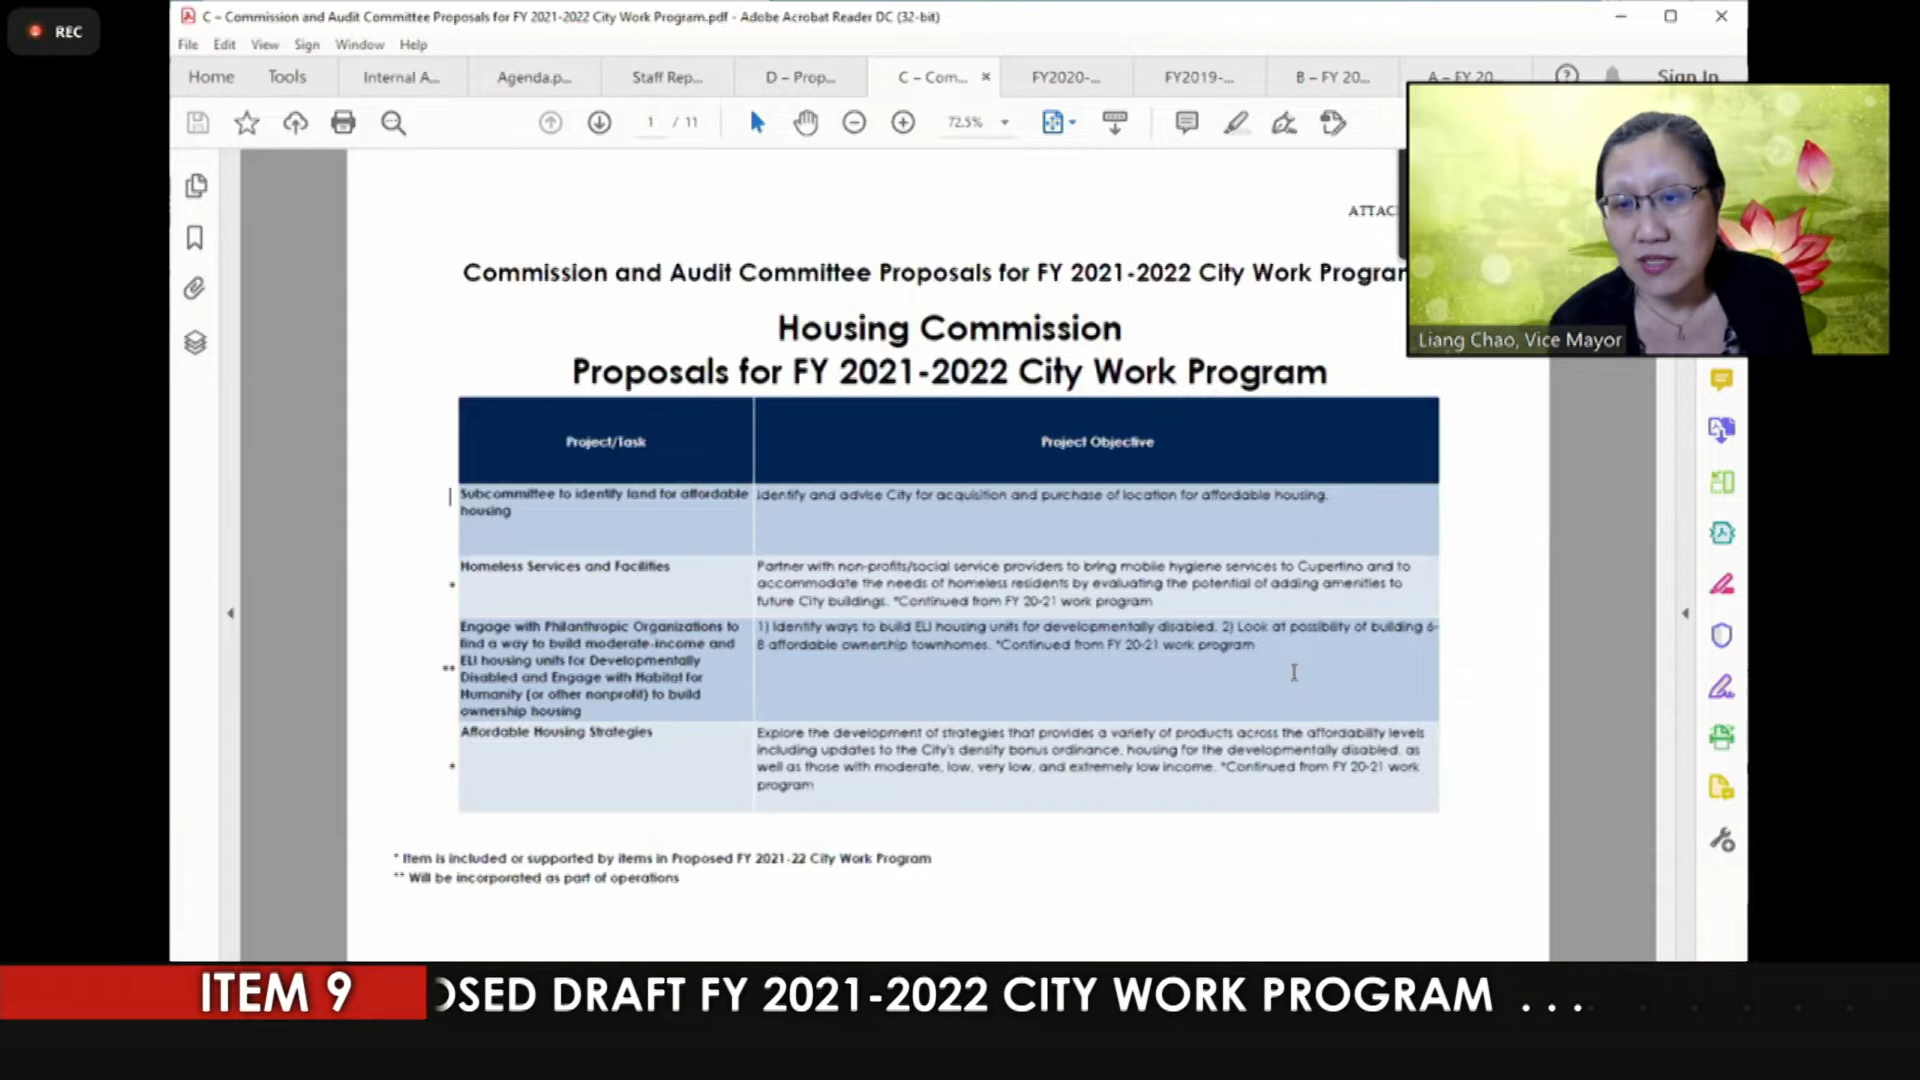 REC
C – Commission and Audit Committee Proposals for FY 2021-2022 City Work Program.pdf - Adobe Acrobat Reader DC (32-bit)
File Edit View Sign Window Help
Home Tools Internal A... Agenda.p... Staff Rep... D – Prop... C – Com... FY2020-... FY2019-... B – FY 20... A – FY 20... Sign In
1 / 11 72.5%
ATTAC
Commission and Audit Committee Proposals for FY 2021-2022 City Work Program
Housing Commission
Proposals for FY 2021-2022 City Work Program
Liang Chao, Vice Mayor
Project/Task Project Objective
Subcommittee to identify land for affordable
housing
Identify and advise City for acquisition and purchase of location for affordable housing.
*
Homeless Services and Facilities
Partner with non-profits/social service providers to bring mobile hygiene services to Cupertino and to
accommodate the needs of homeless residents by evaluating the potential of adding amenities to
future City buildings. *Continued from FY 20-21 work program
**
Engage with Philanthropic Organizations to
find a way to build moderate-income and
ELI housing units for Developmentally
Disabled and Engage with Habitat for
Humanity (or other nonprofit) to build
ownership housing
1) Identify ways to build ELI housing units for developmentally disabled. 2) Look at possibility of building 6-
8 affordable ownership townhomes. *Continued from FY 20-21 work program
*
Affordable Housing Strategies
Explore the development of strategies that provides a variety of products across the affordability levels
including updates to the City's density bonus ordinance, housing for the developmentally disabled, as
well as those with moderate, low, very low, and extremely low income. *Continued from FY 20-21 work
program
* Item is included or supported by items in Proposed FY 2021-22 City Work Program
** Will be incorporated as part of operations
ITEM 9 OSED DRAFT FY 2021-2022 CITY WORK PROGRAM ...